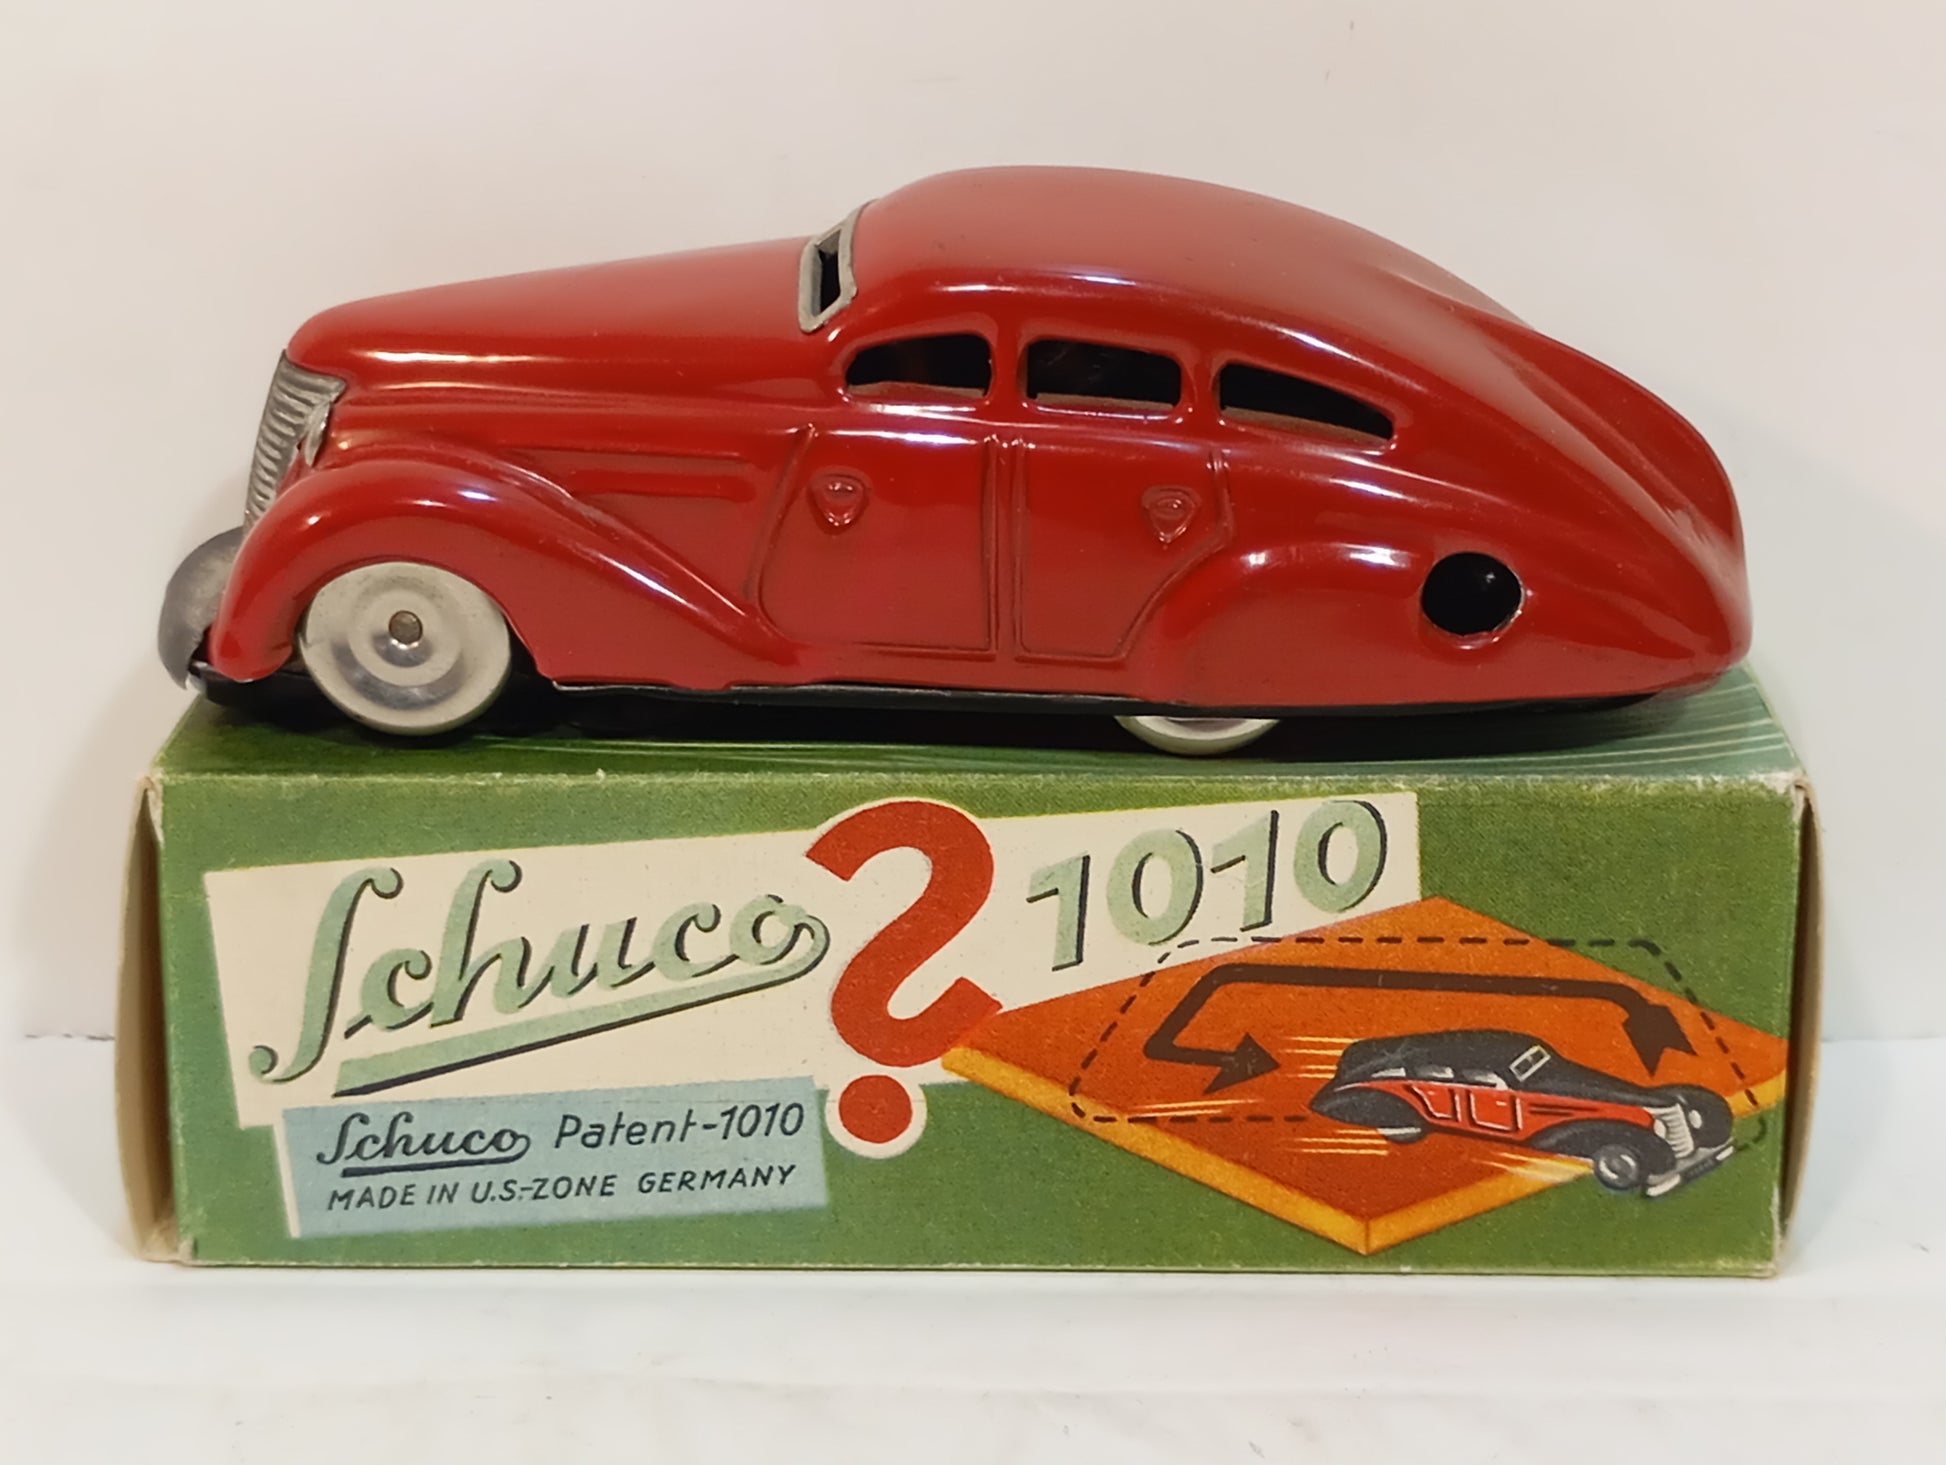 Schuco ? 1010
Schuco Patent-1010
MADE IN U.S.-ZONE GERMANY